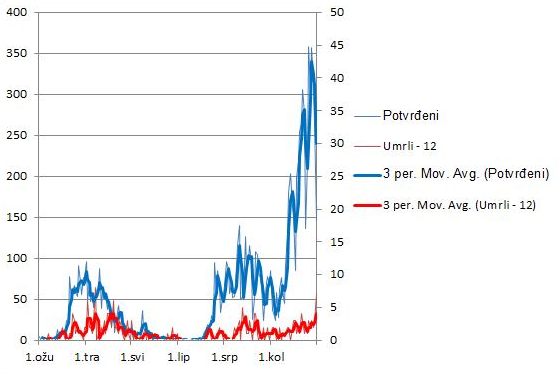 400
350
300
250
200
150
100
50
0
50
45
40
35
30
25
20
15
10
5
0
1.ožu
1.tra
1.svi
1.lip
1.srp
1.kol
Potvrđeni
Umrli - 12
3 per. Mov. Avg. (Potvrđeni)
3 per. Mov. Avg. (Umrli - 12)